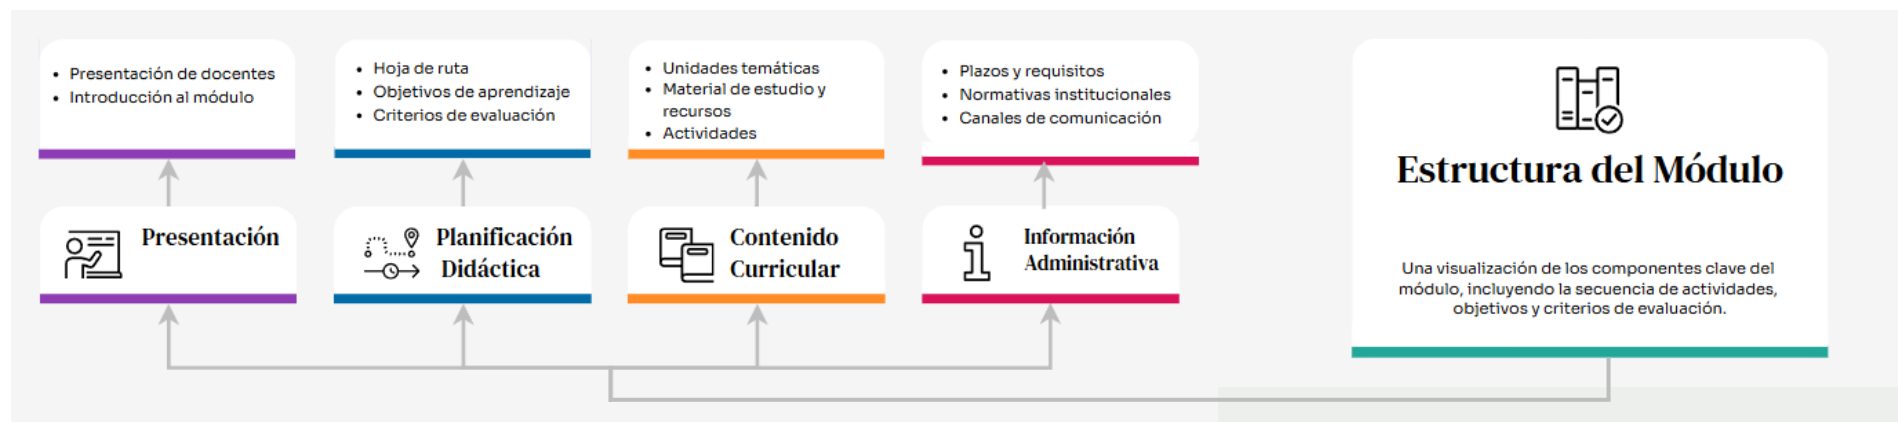 • Presentación de docentes
• Introducción al módulo
• Hoja de ruta
• Objetivos de aprendizaje
• Criterios de evaluación
• Unidades temáticas
• Material de estudio y
recursos
• Actividades
• Plazos y requisitos
• Normativas institucionales
• Canales de comunicación
Presentación
Planificación
Didáctica
Contenido
Curricular
Información
Administrativa
Estructura del Módulo
Una visualización de los componentes clave del
módulo, incluyendo la secuencia de actividades,
objetivos y criterios de evaluación.